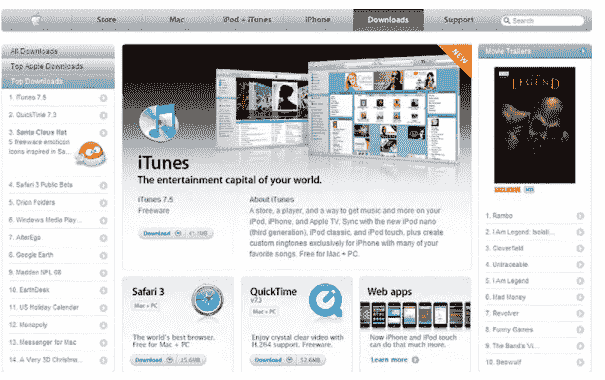 Store
Mac
iPod + iTunes
iPhone
Downloads
Support
Search
All Downloads
Top Apple Downloads
Top Downloads
1. iTunes 7.5
2. QuickTime 7.3
3. Santa Claus Hat
5 freeware emoticon
icons inspired in Sa...
4. Safari 3 Public Beta
5. Orion Folders
6. Windows Media Play...
7. AlterEgo
8. Google Earth
9. Madden NFL 08
10. EarthDesk
11. US Holiday Calendar
12. Monopoly
13. Messenger for Mac
14. A Very 3D Christma...
NEW
iTunes
The entertainment capital of your world.
iTunes 7.5
Freeware
Download
About iTunes
A store, a player, and a way to get music and more on your
iPod, iPhone, and Apple TV. Sync with the new iPod nano
(third generation), iPod classic, and iPod touch, plus create
custom ringtones exclusively for iPhone with many of your
favorite songs. Free for Mac + PC.
Safari 3
Mac + PC
The world's best browser.
Free for Mac + PC.
Download
QuickTime
v7.3
Mac + PC
Enjoy crystal clear video with
H.264 support. Freeware.
Download
52.6MB
Web apps
Now iPhone and iPod touch
can do that much more.
Learn more
Movie Trailers
LEGEND
EXCLUSIVE HD
1. Rambo
2. I Am Legend: Isolati...
3. Cloverfield
4. Untraceable
5. I Am Legend
6. Mad Money
7. Revolver
8. Funny Games
9. The Band's Vi...
10. Beowulf